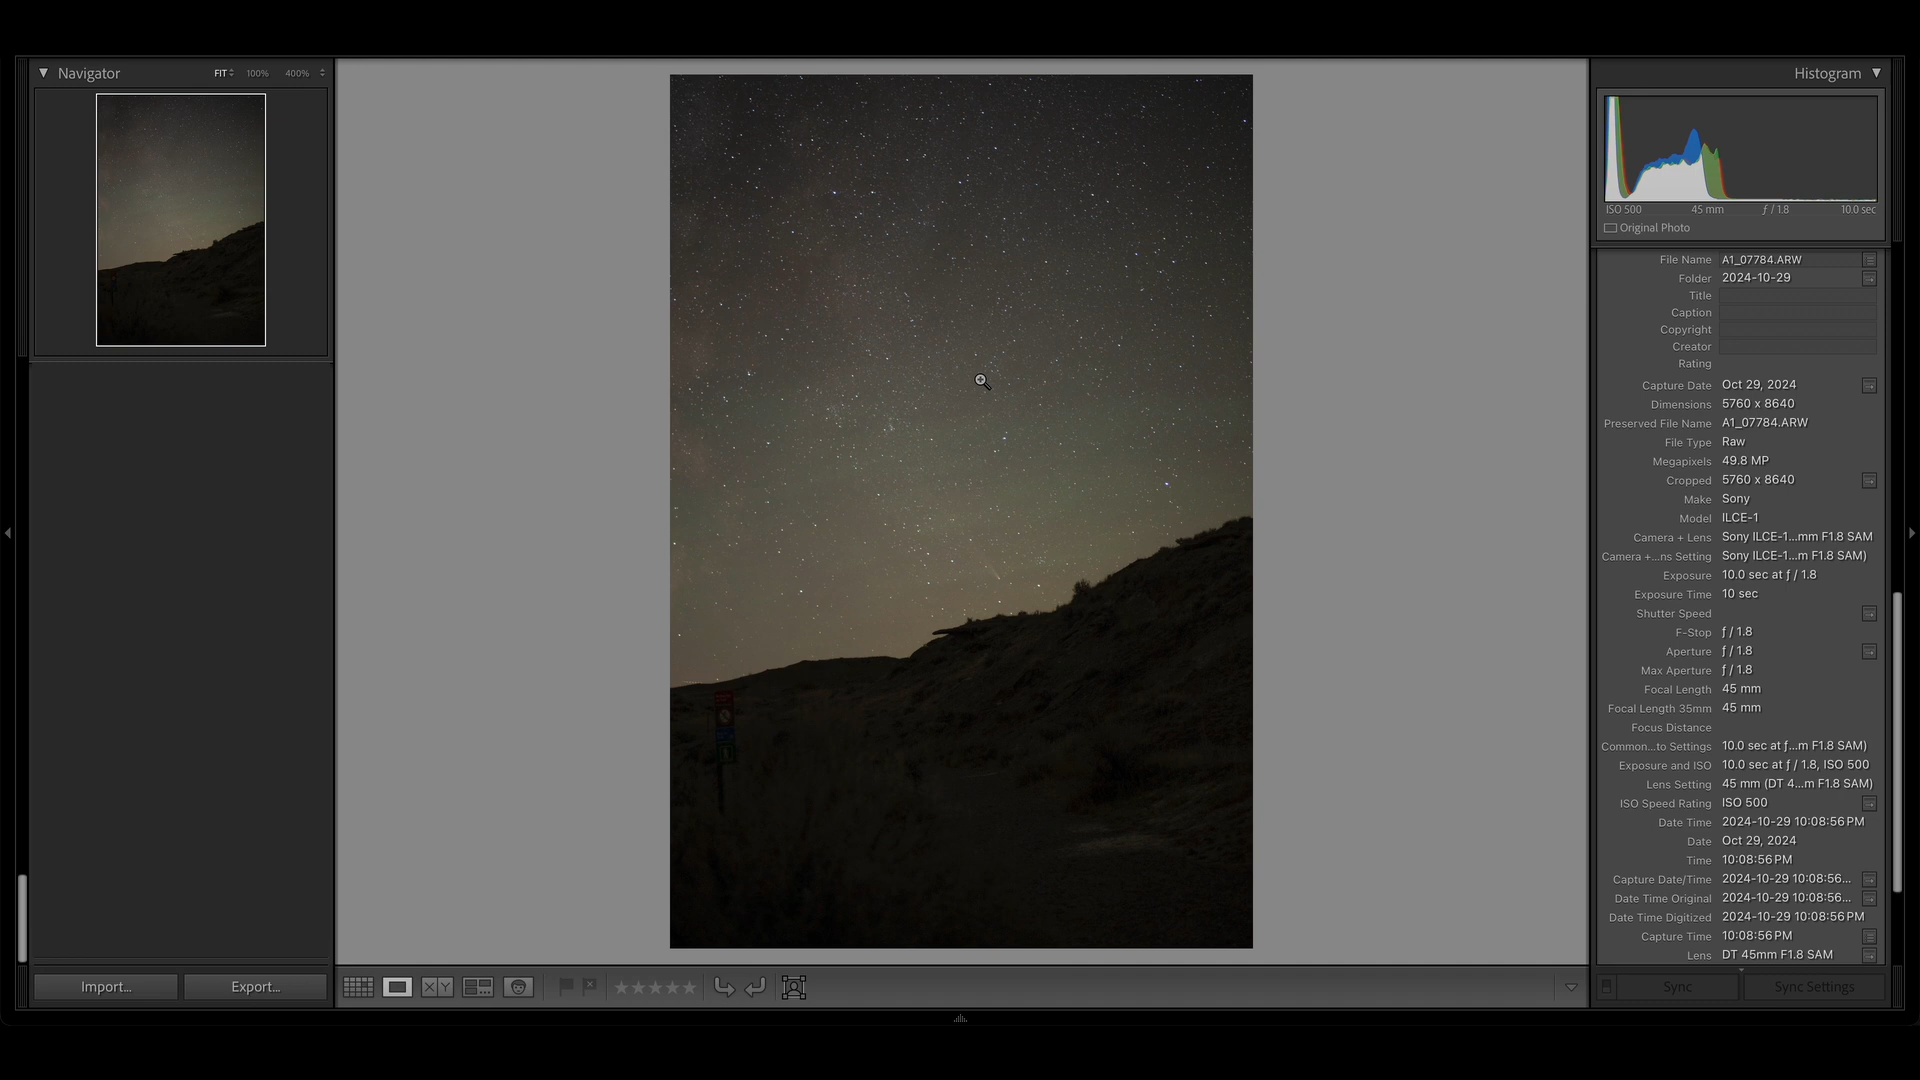 Navigator
FIT 100% 400%
Histogram
ISO 500 45 mm ƒ / 1.8 10.0 sec
Original Photo
File Name A1_07784.ARW
Folder 2024-10-29
Title
Caption
Copyright
Creator
Rating
Capture Date Oct 29, 2024
Dimensions 5760 x 8640
Preserved File Name A1_07784.ARW
File Type Raw
Megapixels 49.8 MP
Cropped 5760 x 8640
Make Sony
Model ILCE-1
Camera + Lens Sony ILCE-1...mm F1.8 SAM
Camera +...ns Setting Sony ILCE-1...m F1.8 SAM)
Exposure 10.0 sec at ƒ / 1.8
Exposure Time 10 sec
Shutter Speed
F-Stop ƒ / 1.8
Aperture ƒ / 1.8
Max Aperture ƒ / 1.8
Focal Length 45 mm
Focal Length 35mm 45 mm
Focus Distance
Common...to Settings 10.0 sec at ƒ...m F1.8 SAM)
Exposure and ISO 10.0 sec at ƒ / 1.8, ISO 500
Lens Setting 45 mm (DT 4...m F1.8 SAM)
ISO Speed Rating ISO 500
Date Time 2024-10-29 10:08:56 PM
Date Oct 29, 2024
Time 10:08:56 PM
Capture Date/Time 2024-10-29 10:08:56...
Date Time Original 2024-10-29 10:08:56...
Date Time Digitized 2024-10-29 10:08:56 PM
Capture Time 10:08:56 PM
Lens DT 45mm F1.8 SAM
Import... Export...
X Y
Sync Sync Settings